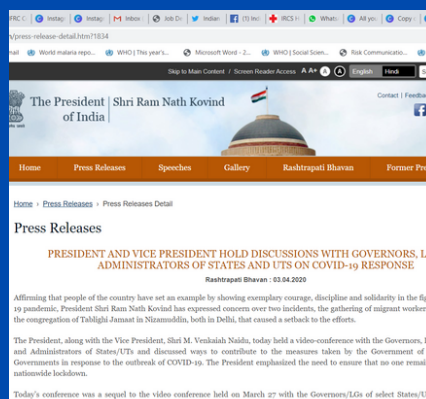 FRC C Instag Instag M Inbox Job De Indian (1) Ind IRCS H Whats All you Copy
n/press-release-detail.htm?1834
mail World malaria repo... WHO | This year's... Microsoft Word - 2... WHO | Social Scien... Risk Communicatio...
Skip to Main Content / Screen Reader Access A A+ A A English Hindi S
The President Shri Ram Nath Kovind
of India
Contact | Feedba
Home Press Releases Speeches Gallery Rashtrapati Bhavan Former Pre
Home › Press Releases › Press Releases Detail
Press Releases
PRESIDENT AND VICE PRESIDENT HOLD DISCUSSIONS WITH GOVERNORS, L
ADMINISTRATORS OF STATES AND UTS ON COVID-19 RESPONSE
Rashtrapati Bhavan : 03.04.2020
Affirming that people of the country have set an example by showing exemplary courage, discipline and solidarity in the fig
19 pandemic, President Shri Ram Nath Kovind has expressed concern over two incidents, the gathering of migrant worker
the congregation of Tablighi Jamaat in Nizamuddin, both in Delhi, that caused a setback to the efforts.
The President, along with the Vice President, Shri M. Venkaiah Naidu, today held a video-conference with the Governors, L
and Administrators of States/UTs and discussed ways to contribute to the measures taken by the Government of
Governments in response to the outbreak of COVID-19. The President emphasized the need to ensure that no one remai
nationwide lockdown.
Today's conference was a sequel to the video conference held on March 27 with the Governors/LGs of select States/U